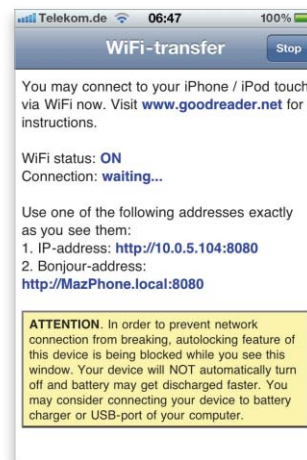 Telekom.de 06:47 100%
WiFi-transfer Stop
You may connect to your iPhone / iPod touch
via WiFi now. Visit www.goodreader.net for
instructions.
WiFi status: ON
Connection: waiting...
Use one of the following addresses exactly
as you see them:
1. IP-address: http://10.0.5.104:8080
2. Bonjour-address:
http://MazPhone.local:8080
ATTENTION. In order to prevent network
connection from breaking, autolocking feature of
this device is being blocked while you see this
window. Your device will NOT automatically turn
off and battery may get discharged faster. You
may consider connecting your device to battery
charger or USB-port of your computer.